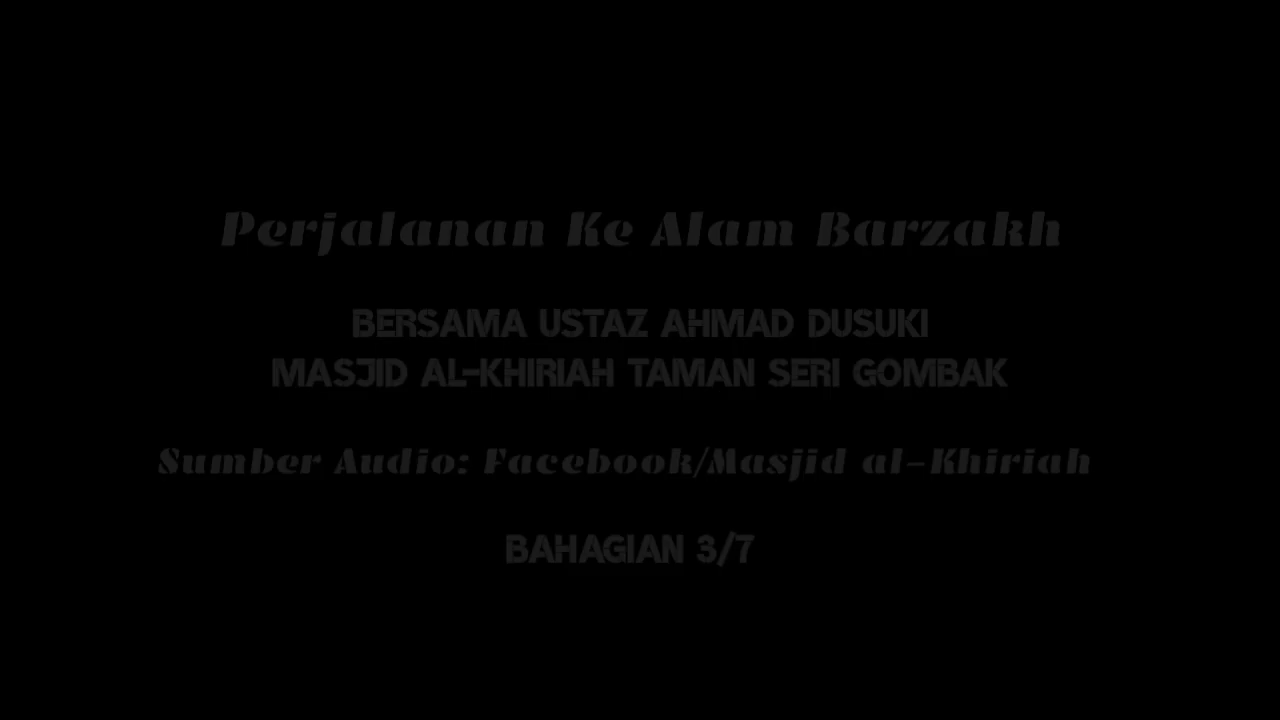 Perjalanan Ke Alam Barzakh
BERSAMA USTAZ AHMAD DUSUKI
MASJID AL-KHIRIAH TAMAN SERI GOMBAK
Sumber Audio: Facebook/Masjid al-Khiriah
BAHAGIAN 3/7